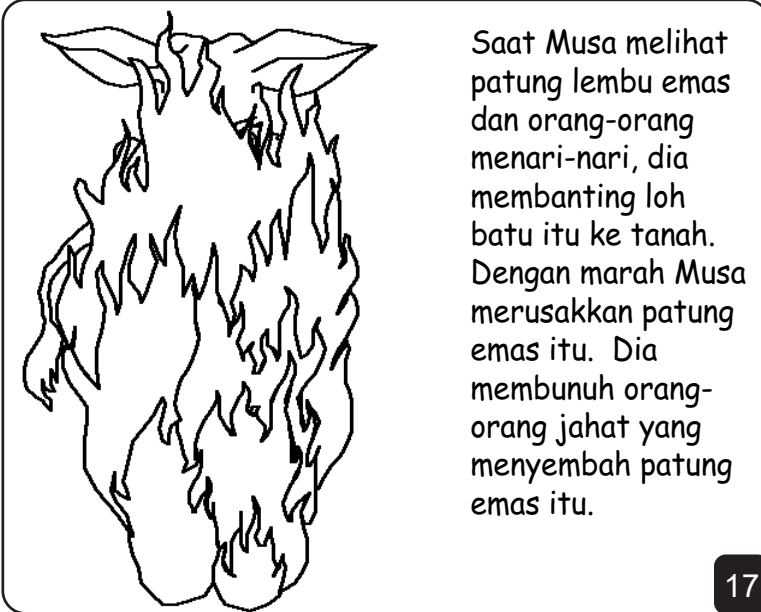 Saat Musa melihat
patung lembu emas
dan orang-orang
menari-nari, dia
membanting loh
batu itu ke tanah.
Dengan marah Musa
merusakkan patung
emas itu.  Dia
membunuh orang-
orang jahat yang
menyembah patung
emas itu.
17